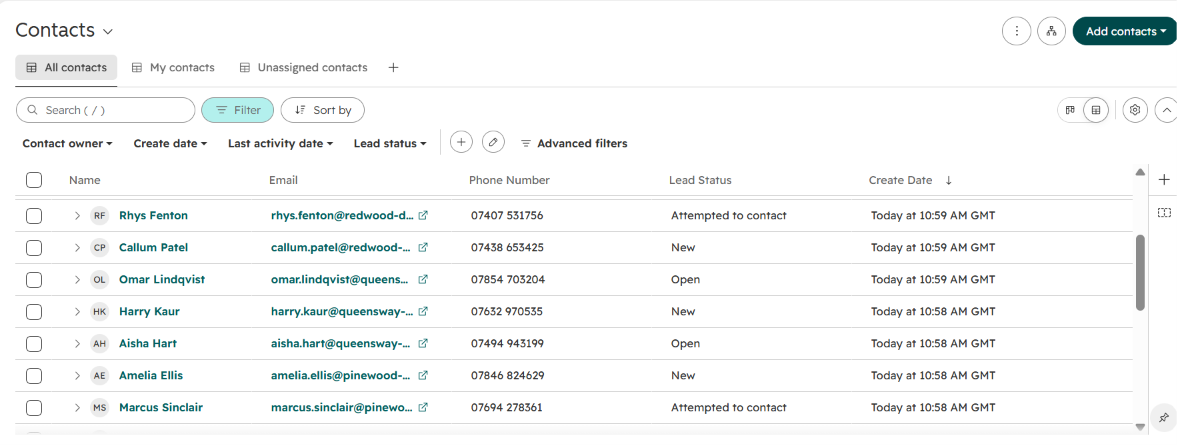 Contacts
Add contacts
All contacts My contacts Unassigned contacts +
Search ( / ) Filter Sort by
Contact owner Create date Last activity date Lead status Advanced filters
Name Email Phone Number Lead Status Create Date ↓
RF Rhys Fenton rhys.fenton@redwood-d... 07407 531756 Attempted to contact Today at 10:59 AM GMT
CP Callum Patel callum.patel@redwood-... 07438 653425 New Today at 10:59 AM GMT
OL Omar Lindqvist omar.lindqvist@queens... 07854 703204 Open Today at 10:59 AM GMT
HK Harry Kaur harry.kaur@queensway-... 07632 970535 New Today at 10:58 AM GMT
AH Aisha Hart aisha.hart@queensway-... 07494 943199 Open Today at 10:58 AM GMT
AE Amelia Ellis amelia.ellis@pinewood-... 07846 824629 New Today at 10:58 AM GMT
MS Marcus Sinclair marcus.sinclair@pinewo... 07694 278361 Attempted to contact Today at 10:58 AM GMT